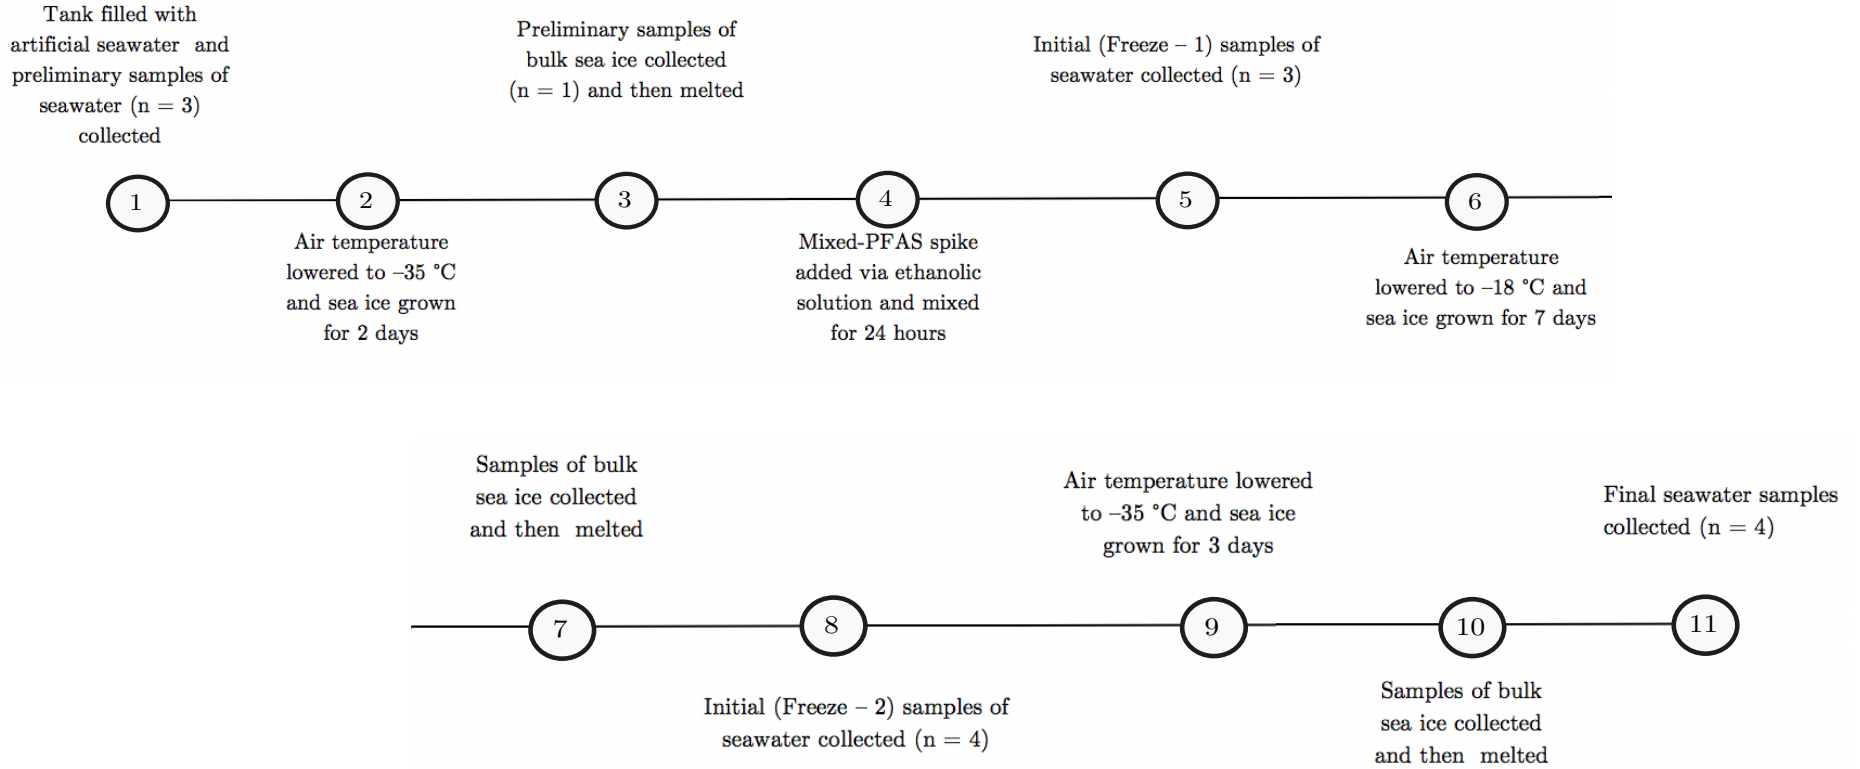 Tank filled with
artificial seawater and
preliminary samples of
seawater (n = 3)
collected
1
2
Air temperature
lowered to –35 °C
and sea ice grown
for 2 days
Preliminary samples of
bulk sea ice collected
(n = 1) and then melted
3
4
Mixed-PFAS spike
added via ethanolic
solution and mixed
for 24 hours
Initial (Freeze – 1) samples of
seawater collected (n = 3)
5
6
Air temperature
lowered to –18 °C and
sea ice grown for 7 days
Samples of bulk
sea ice collected
and then melted
7
8
Initial (Freeze – 2) samples of
seawater collected (n = 4)
Air temperature lowered
to –35 °C and sea ice
grown for 3 days
9
10
Samples of bulk
sea ice collected
and then melted
Final seawater samples
collected (n = 4)
11